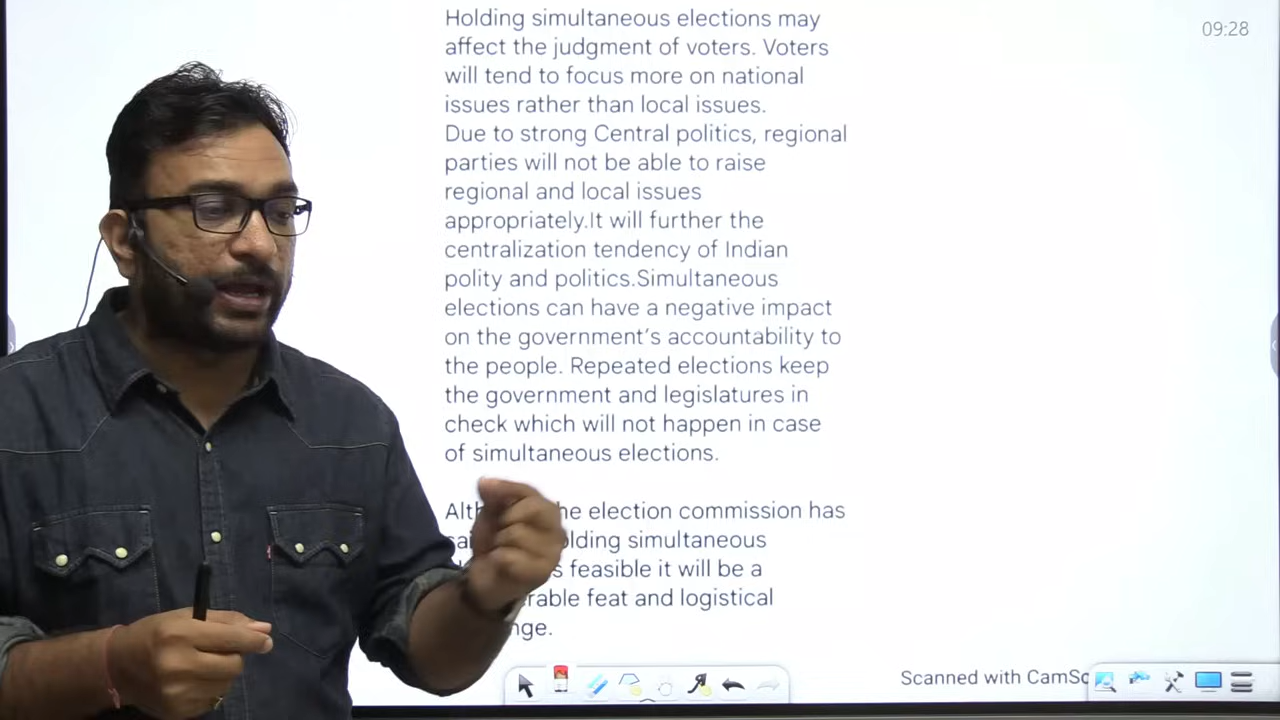 Holding simultaneous elections may
affect the judgment of voters. Voters
will tend to focus more on national
issues rather than local issues.
Due to strong Central politics, regional
parties will not be able to raise
regional and local issues
appropriately.It will further the
centralization tendency of Indian
polity and politics.Simultaneous
elections can have a negative impact
on the government's accountability to
the people. Repeated elections keep
the government and legislatures in
check which will not happen in case
of simultaneous elections.
he election commission has
olding simultaneous
feasible it will be a
feat and logistical
09:28
Scanned with